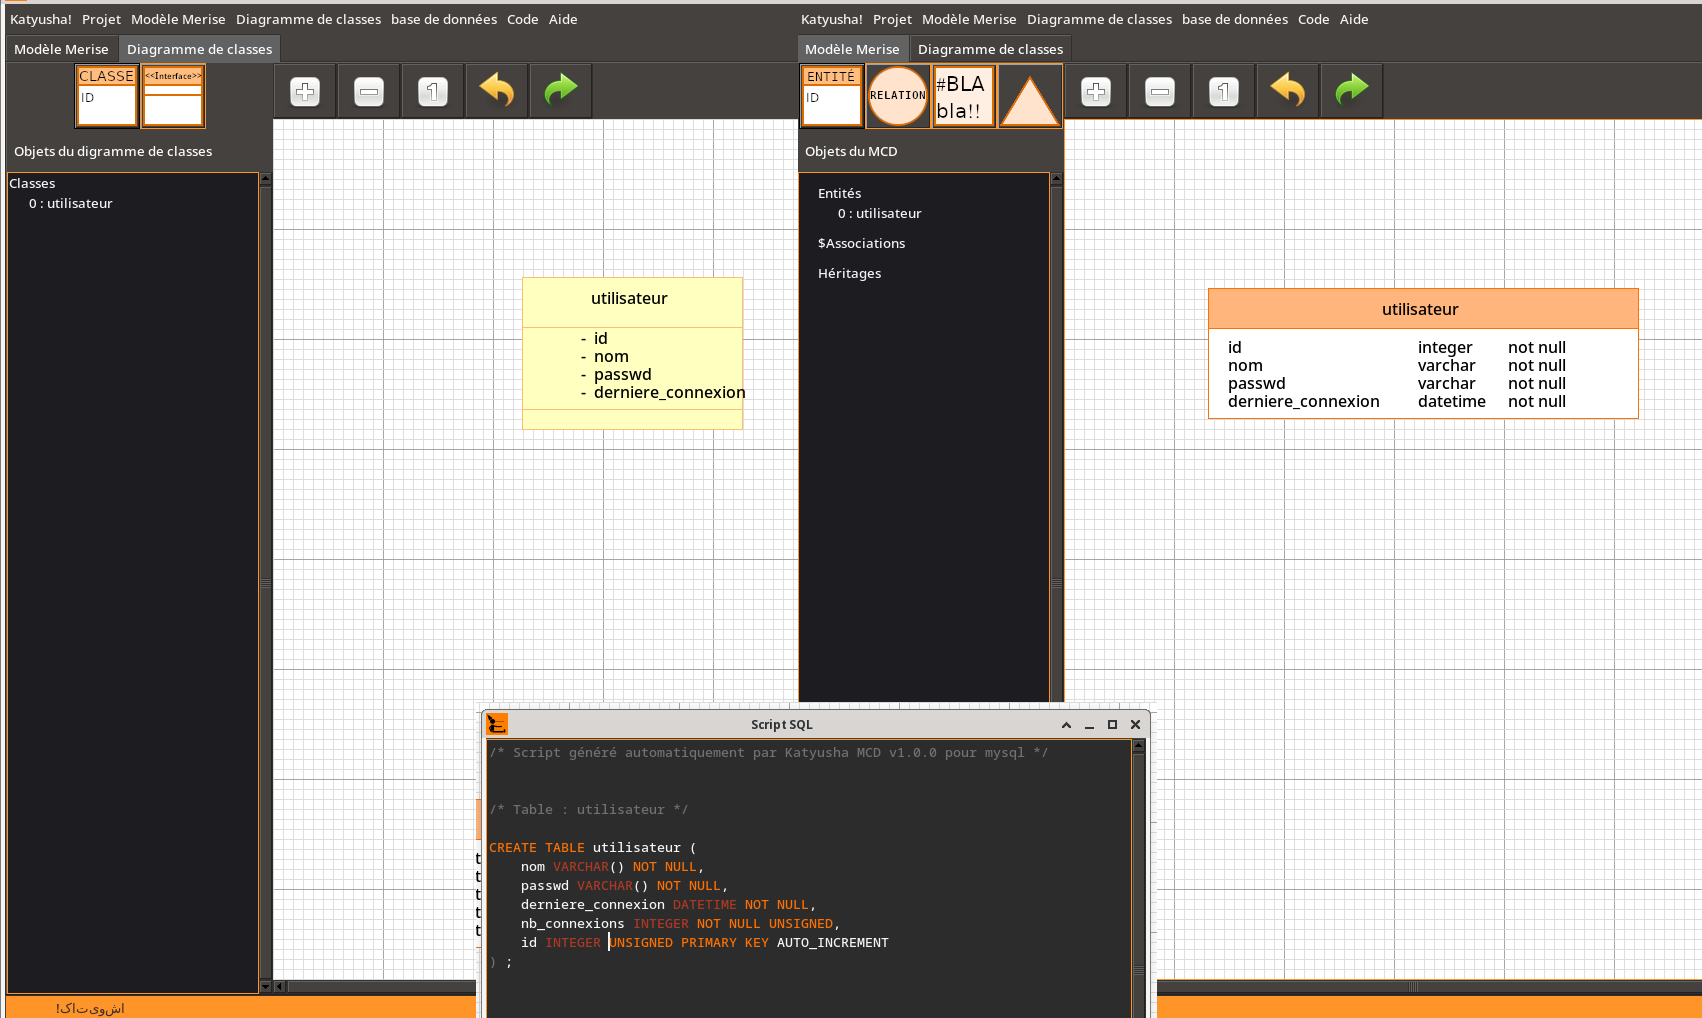 Katyusha! Projet Modèle Merise Diagramme de classes base de données Code Aide
Modèle Merise Diagramme de classes
CLASSE
ID
<<Interface>>
1
Objets du digramme de classes
Classes
0 : utilisateur
utilisateur
- id
- nom
- passwd
- derniere_connexion
Katyusha! Projet Modèle Merise Diagramme de classes base de données Code Aide
Modèle Merise Diagramme de classes
ENTITÉ
ID
RELATION
#BLA
bla!!
1
Objets du MCD
Entités
0 : utilisateur
$Associations
Héritages
utilisateur
id integer not null
nom varchar not null
passwd varchar not null
derniere_connexion datetime not null
Script SQL
/* Script généré automatiquement par Katyusha MCD v1.0.0 pour mysql */
/* Table : utilisateur */
CREATE TABLE utilisateur (
nom VARCHAR() NOT NULL,
passwd VARCHAR() NOT NULL,
derniere_connexion DATETIME NOT NULL,
nb_connexions INTEGER NOT NULL UNSIGNED,
id INTEGER UNSIGNED PRIMARY KEY AUTO_INCREMENT
) ;
t
t
t
t
t